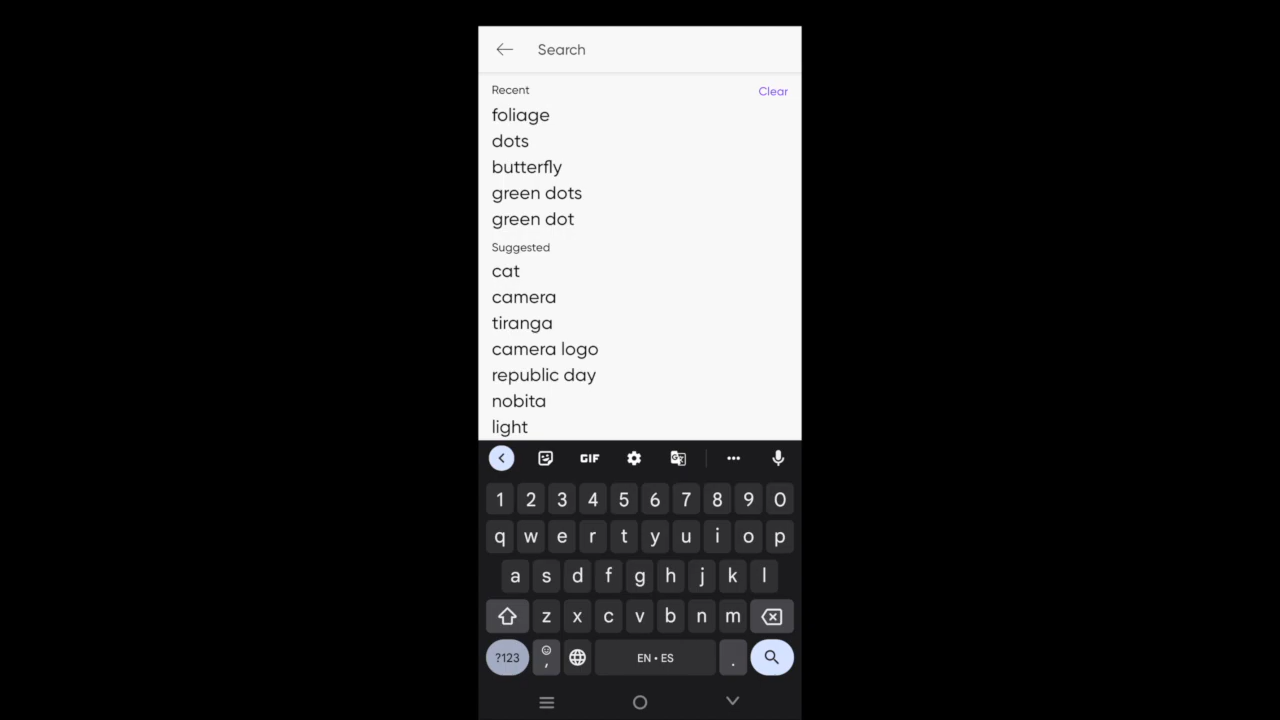 Search
Recent
Clear
foliage
dots
butterfly
green dots
green dot
Suggested
cat
camera
tiranga
camera logo
republic day
nobita
light
GIF
1 2 3 4 5 6 7 8 9 0
q w e r t y u i o p
a s d f g h j k l
z x c v b n m
?123 , EN • ES .